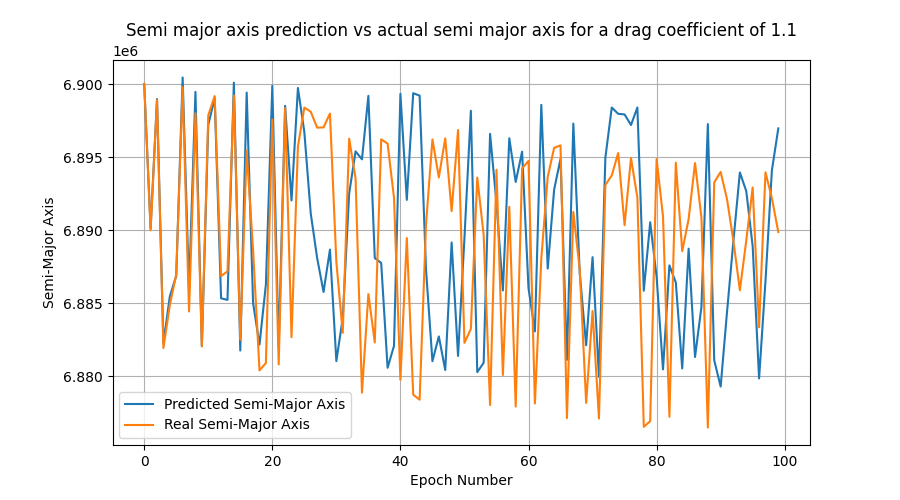 Semi major axis prediction vs actual semi major axis for a drag coefficient of 1.1
1e6
6.900
6.895
6.890
6.885
6.880
Semi-Major Axis
Predicted Semi-Major Axis
Real Semi-Major Axis
0
20
40
60
80
100
Epoch Number